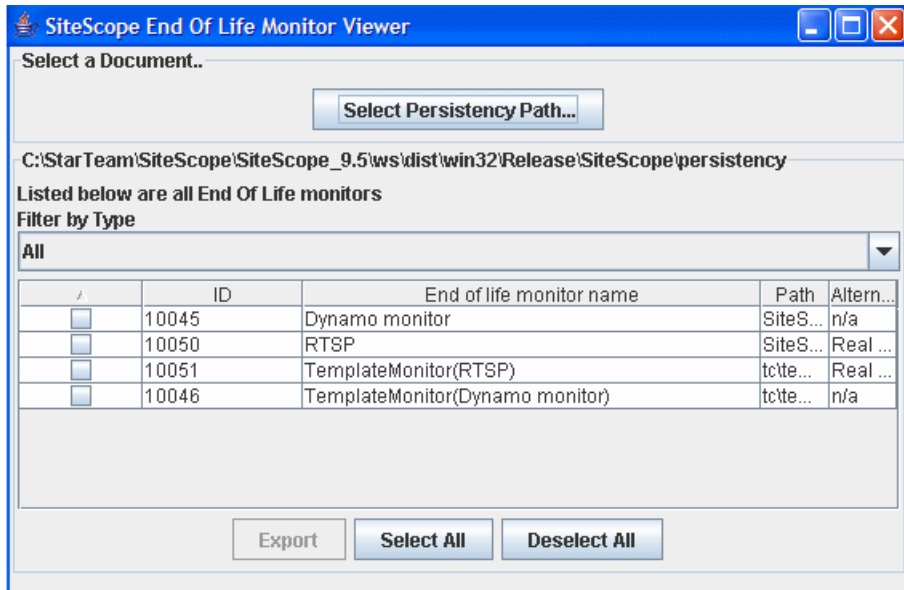 SiteScope End Of Life Monitor Viewer
Select a Document..
Select Persistency Path...
C:\StarTeam\SiteScope\SiteScope_9.5\ws\dist\win32\Release\SiteScope\persistency
Listed below are all End Of Life monitors
Filter by Type
All
ID End of life monitor name Path Altern...
10045 Dynamo monitor SiteS... n/a
10050 RTSP SiteS... Real ...
10051 TemplateMonitor(RTSP) tc\te... Real ...
10046 TemplateMonitor(Dynamo monitor) tc\te... n/a
Export Select All Deselect All